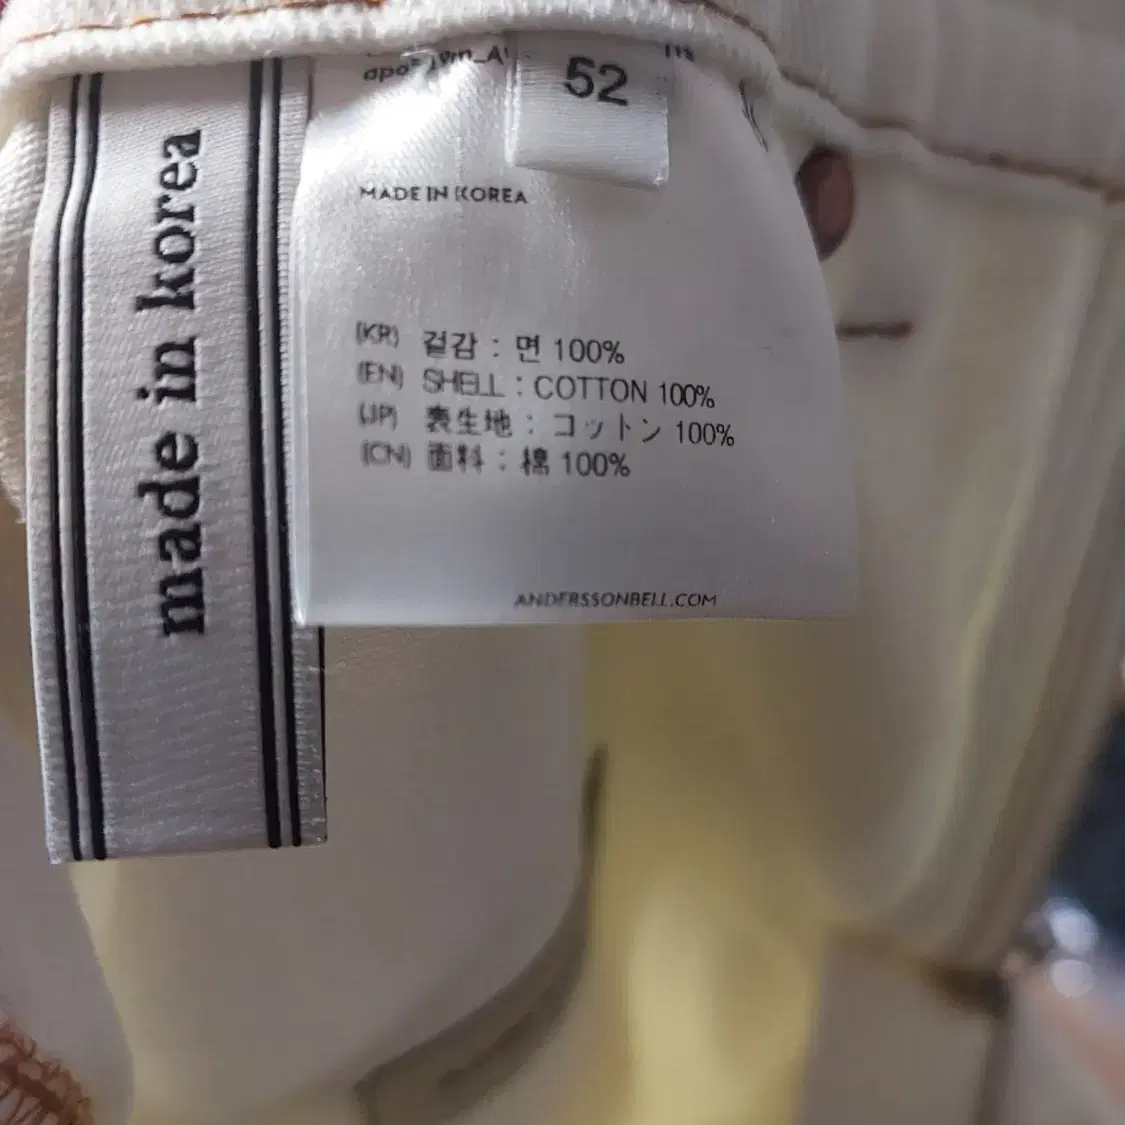 52
MADE IN KOREA
(KR) 겉감 : 면 100%
(EN) SHELL : COTTON 100%
(JP) 表生地 : コットン 100%
(CN) 面料 : 棉 100%
ANDERSSONBELL.COM
made in korea